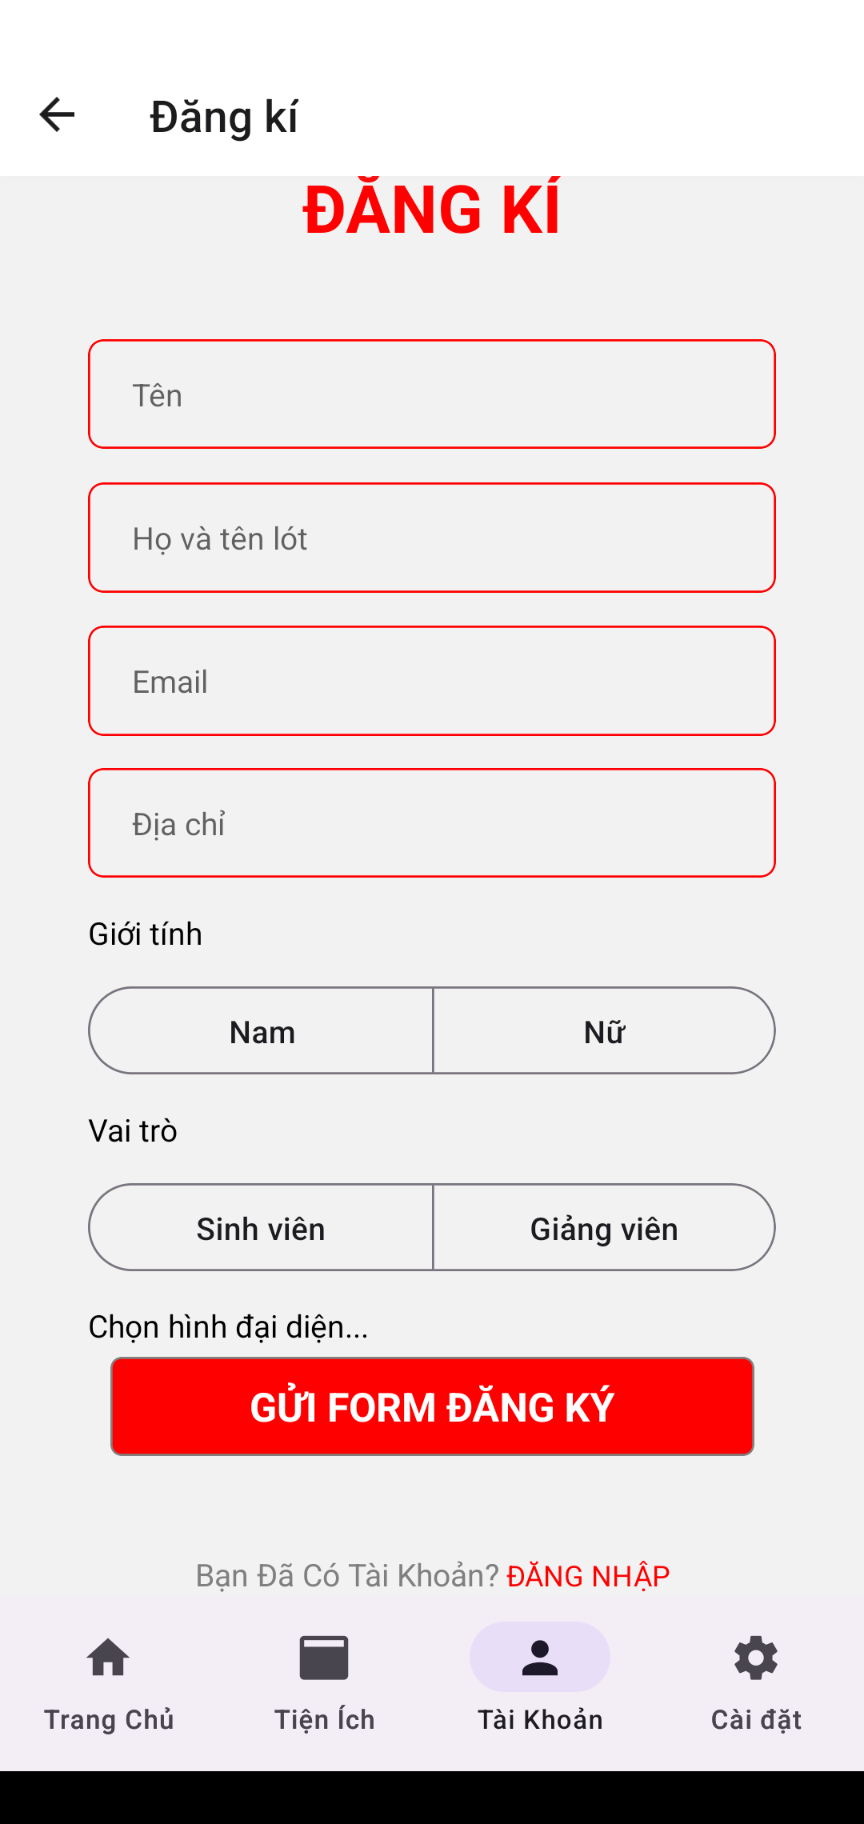 Đăng kí
ĐĂNG KÍ
Tên
Họ và tên lót
Email
Địa chỉ
Giới tính
Nam Nữ
Vai trò
Sinh viên Giảng viên
Chọn hình đại diện...
GỬI FORM ĐĂNG KÝ
Bạn Đã Có Tài Khoản? ĐĂNG NHẬP
Trang Chủ Tiện Ích Tài Khoản Cài đặt